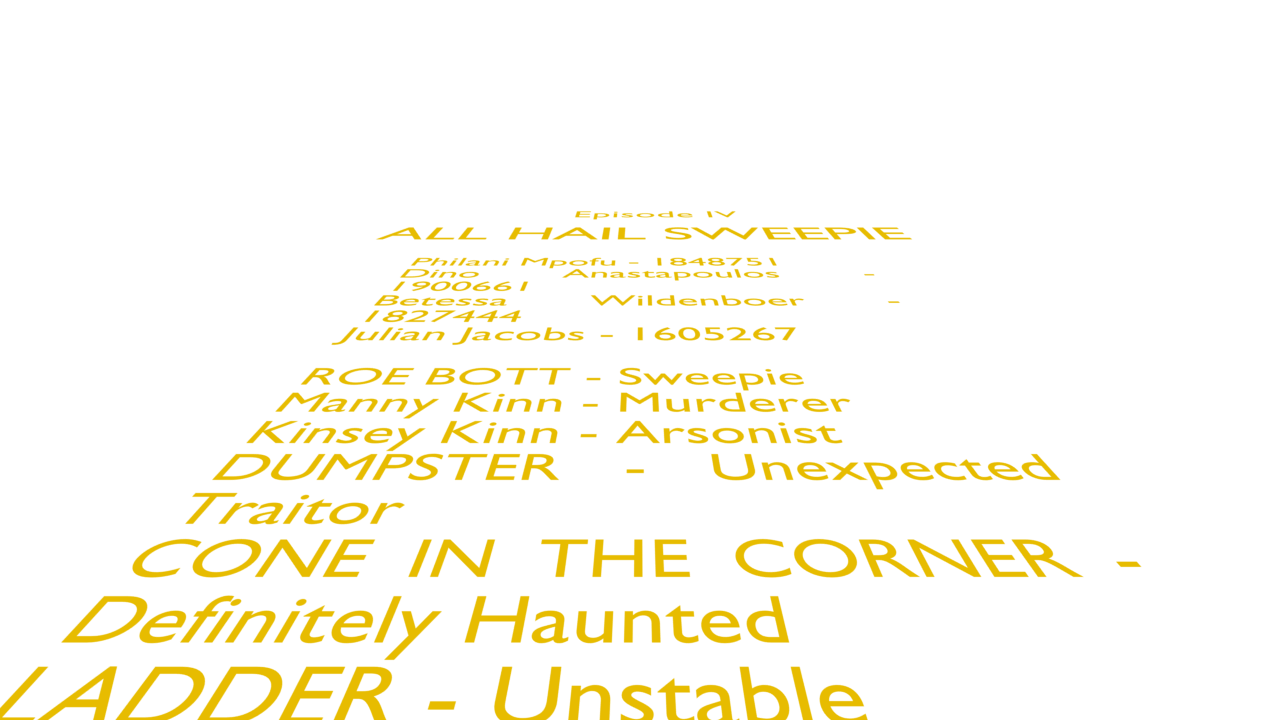 Episode IV
ALL HAIL SWEEPIE
Philani Mpofu - 1848751
Dino Anastapoulos -
1900661
Betessa Wildenboer -
1827444
Julian Jacobs - 1605267
ROE BOTT - Sweepie
Manny Kinn - Murderer
Kinsey Kinn - Arsonist
DUMPSTER - Unexpected
Traitor
CONE IN THE CORNER -
Definitely Haunted
LADDER - Unstable